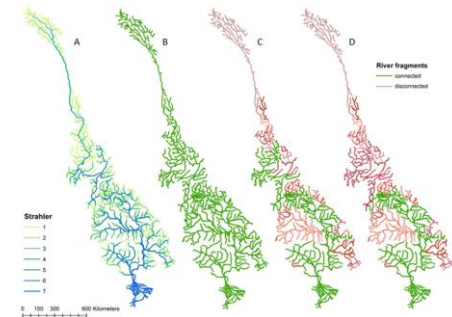 A B C D
River fragments
connected
disconnected
Strahler
1
2
3
4
5
6
7
0 150 300 600 Kilometers